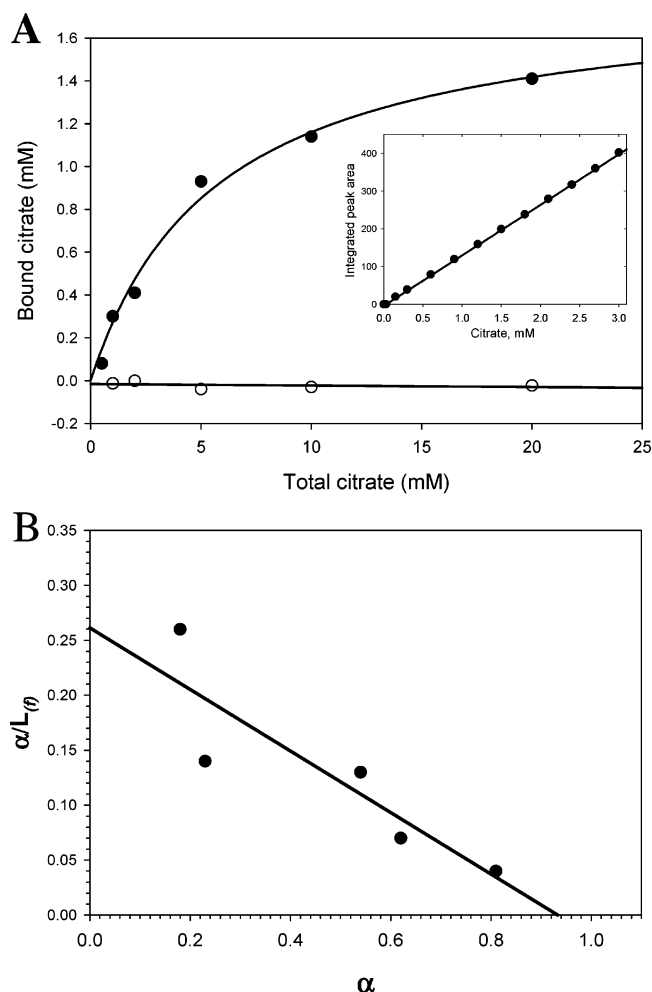 A
1.6
1.4
1.2
1.0
0.8
0.6
0.4
0.2
0.0
-0.2
Bound citrate (mM)
0 5 10 15 20 25
Total citrate (mM)
400
300
200
100
0
Integrated peak area
0.0 0.5 1.0 1.5 2.0 2.5 3.0
Citrate, mM
B
0.35
0.30
0.25
0.20
0.15
0.10
0.05
0.00
α/L(f)
0.0 0.2 0.4 0.6 0.8 1.0
α